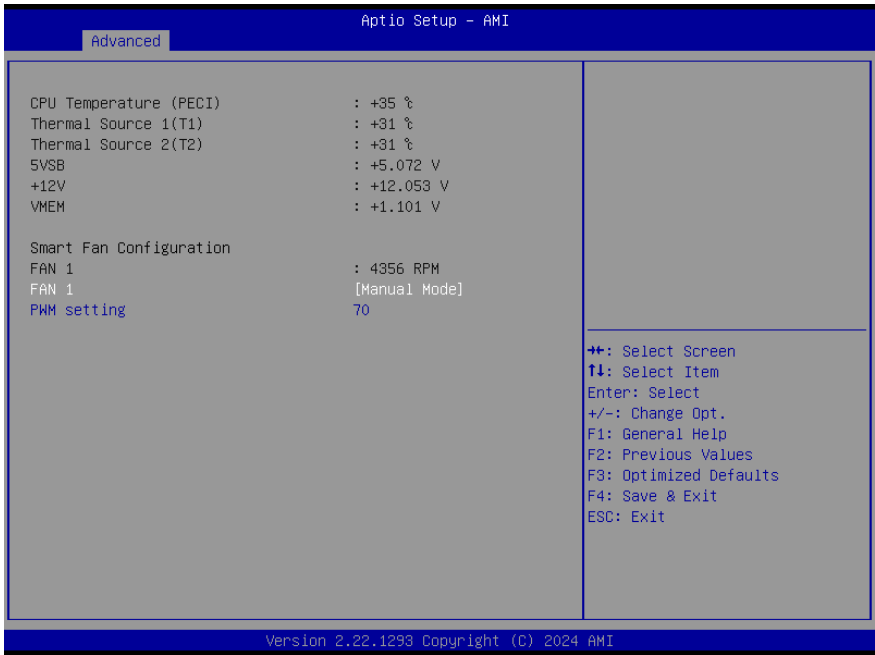 Aptio Setup – AMI
Advanced
CPU Temperature (PECI) : +35 ℃
Thermal Source 1(T1) : +31 ℃
Thermal Source 2(T2) : +31 ℃
5VSB : +5.072 V
+12V : +12.053 V
VMEM : +1.101 V
Smart Fan Configuration
FAN 1 : 4356 RPM
FAN 1 [Manual Mode]
PWM setting 70
→←: Select Screen
↑↓: Select Item
Enter: Select
+/-: Change Opt.
F1: General Help
F2: Previous Values
F3: Optimized Defaults
F4: Save & Exit
ESC: Exit
Version 2.22.1293 Copyright (C) 2024 AMI